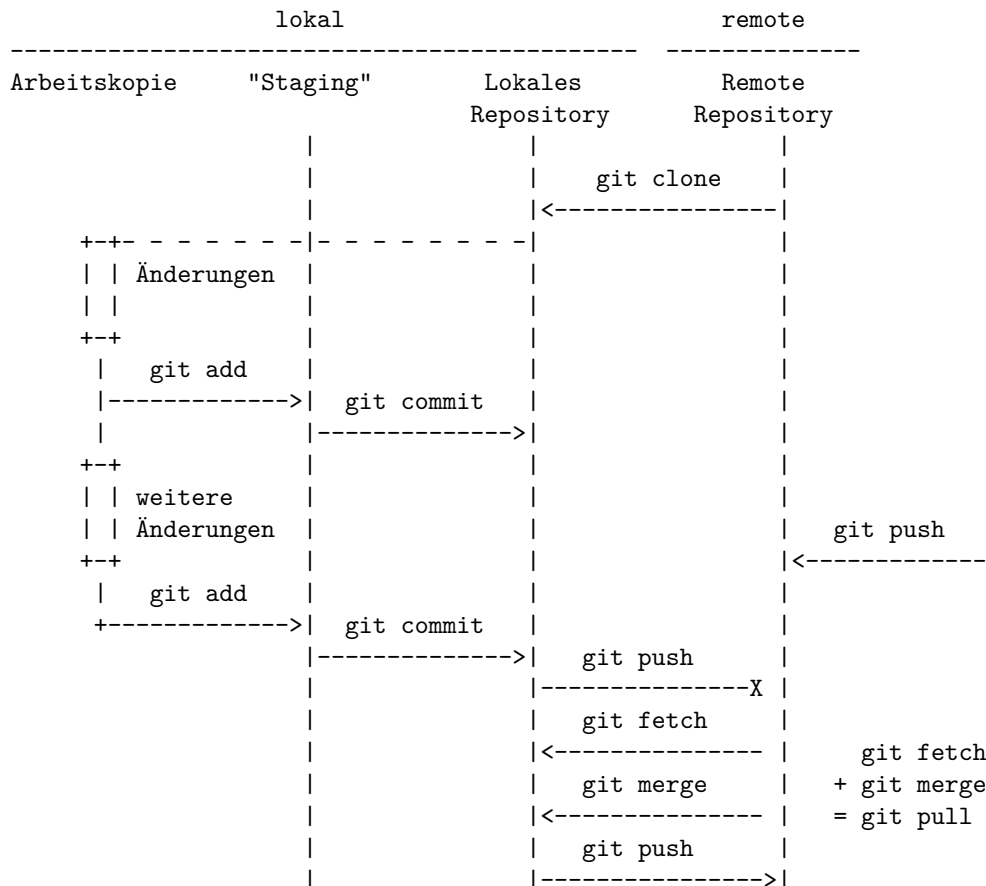 lokal remote
Arbeitskopie "Staging" Lokales Remote
Repository Repository
git clone
Änderungen
git add
git commit
weitere
Änderungen git push
git add
git commit
git push
X
git fetch
git fetch
git merge + git merge
= git pull
git push